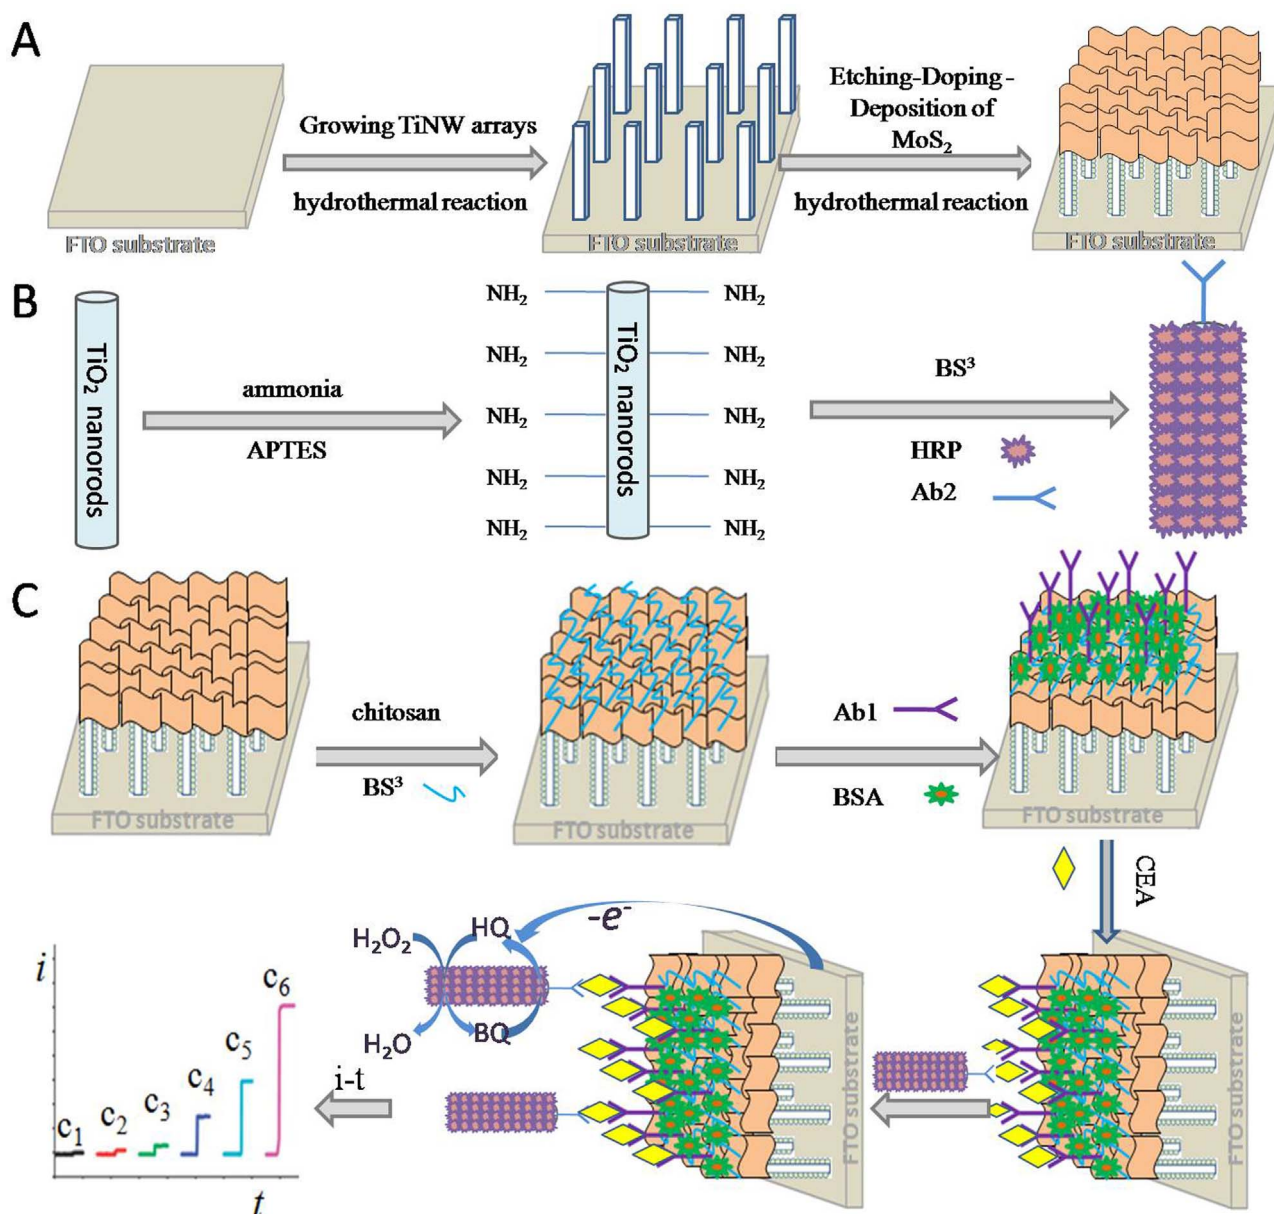 A
Growing TiNW arrays
hydrothermal reaction
Etching-Doping -
Deposition of
MoS₂
hydrothermal reaction
FTO substrate
FTO substrate
FTO substrate
B
TiO₂ nanorods
ammonia
APTES
NH₂
NH₂
NH₂
NH₂
NH₂
TiO₂ nanorods
NH₂
NH₂
NH₂
NH₂
NH₂
BS³
HRP
Ab2
C
FTO substrate
chitosan
BS³
FTO substrate
Ab1
BSA
FTO substrate
CEA
FTO substrate
FTO substrate
-e⁻
H₂O₂
HQ
H₂O
BQ
i-t
i
c₁
c₂
c₃
c₄
c₅
c₆
t